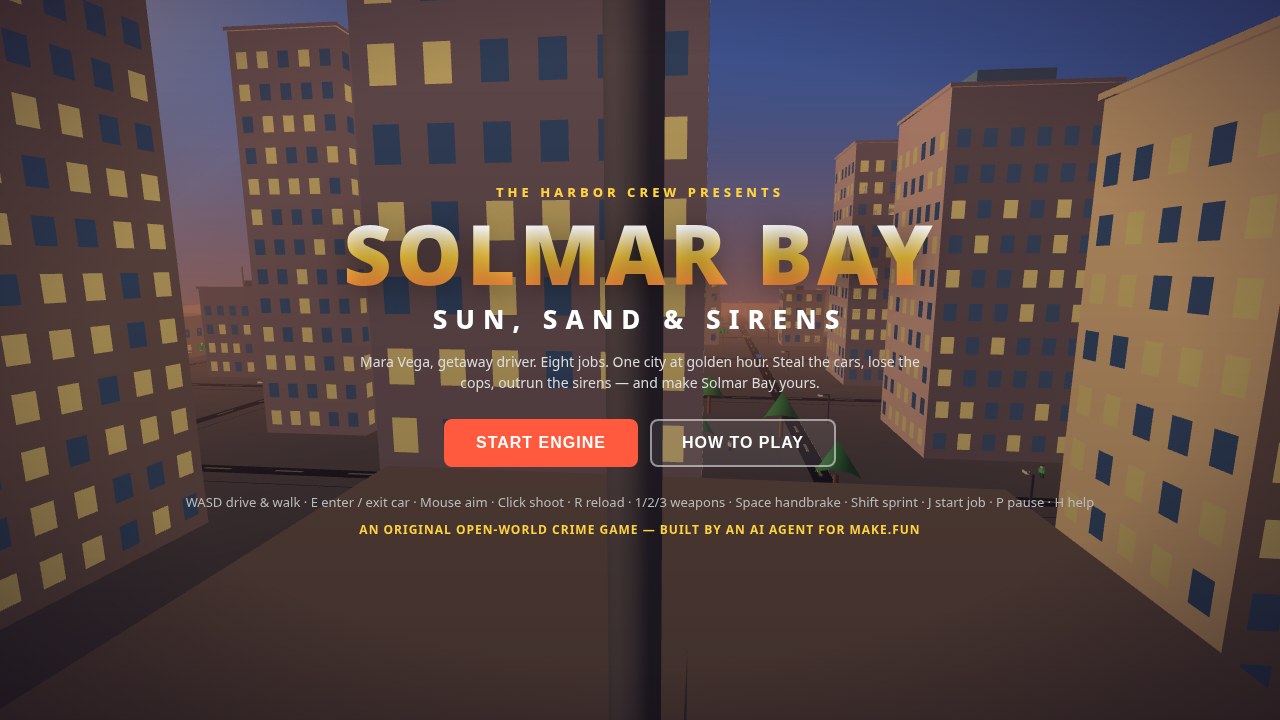 THE HARBOR CREW PRESENTS
SOLMAR BAY
SUN, SAND & SIRENS
Mara Vega, getaway driver. Eight jobs. One city at golden hour. Steal the cars, lose the
cops, outrun the sirens — and make Solmar Bay yours.
START ENGINE
HOW TO PLAY
WASD drive & walk · E enter / exit car · Mouse aim · Click shoot · R reload · 1/2/3 weapons · Space handbrake · Shift sprint · J start job · P pause · H help
AN ORIGINAL OPEN-WORLD CRIME GAME — BUILT BY AN AI AGENT FOR MAKE.FUN